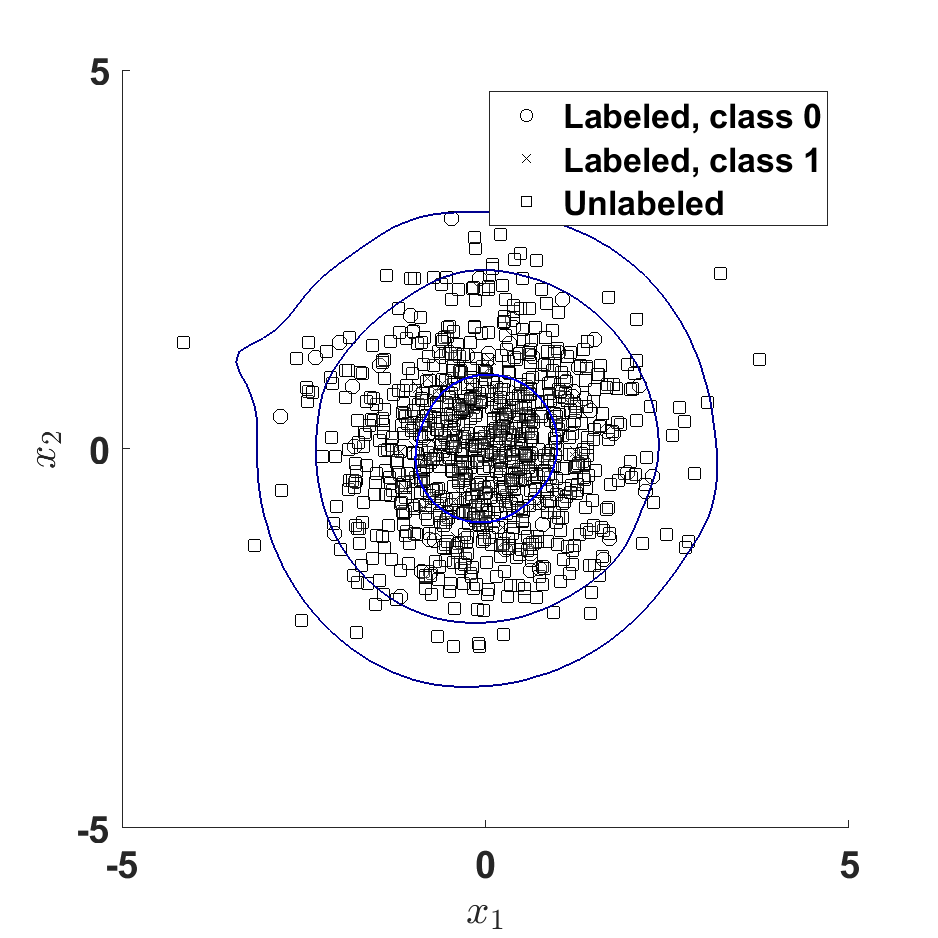 5
Labeled, class 0
Labeled, class 1
Unlabeled
x₂
0
-5
-5 0 5
x₁